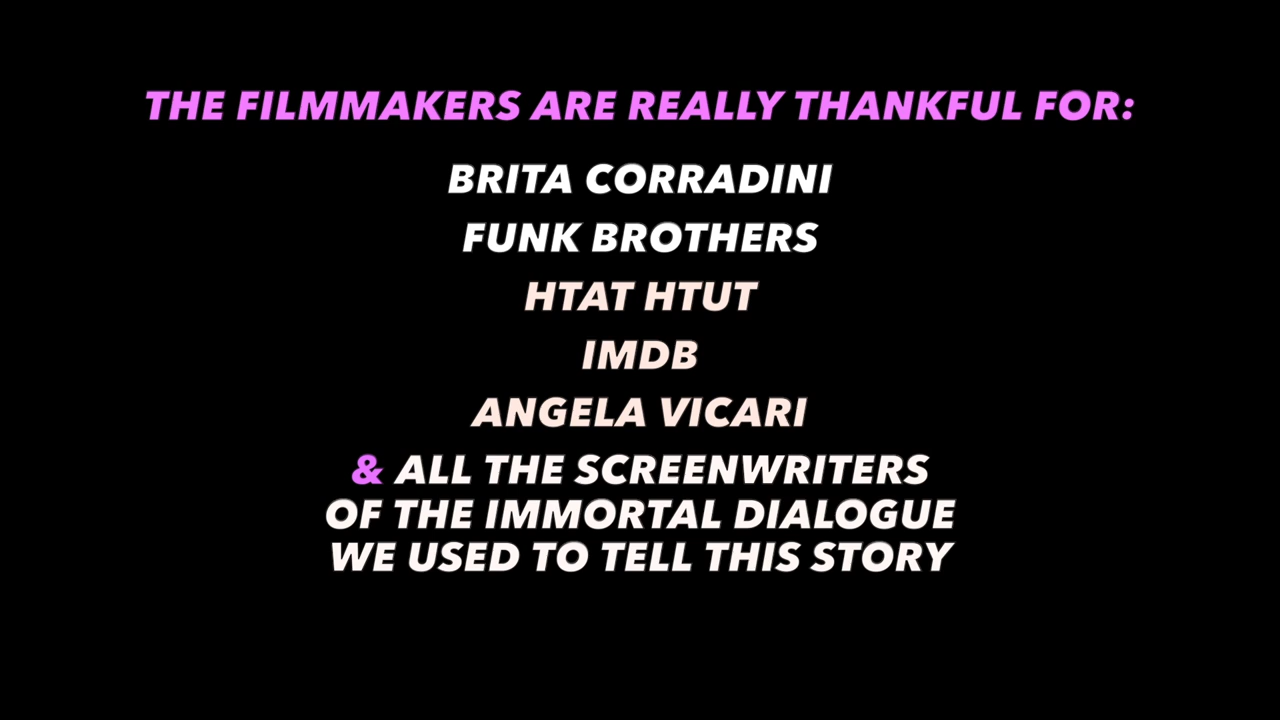 THE FILMMAKERS ARE REALLY THANKFUL FOR:
BRITA CORRADINI
FUNK BROTHERS
HTAT HTUT
IMDB
ANGELA VICARI
& ALL THE SCREENWRITERS
OF THE IMMORTAL DIALOGUE
WE USED TO TELL THIS STORY